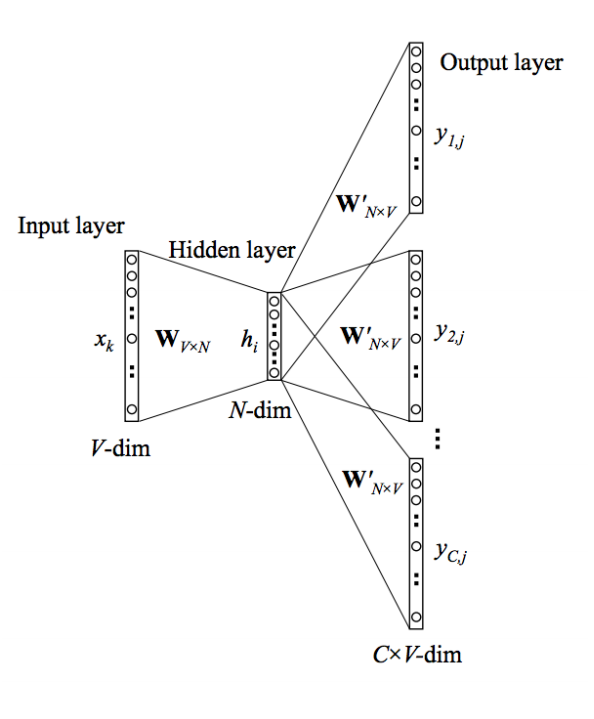 Output layer
y1,j
W'N×V
Input layer
Hidden layer
xk
WV×N
hi
W'N×V
y2,j
N-dim
V-dim
W'N×V
yC,j
C×V-dim